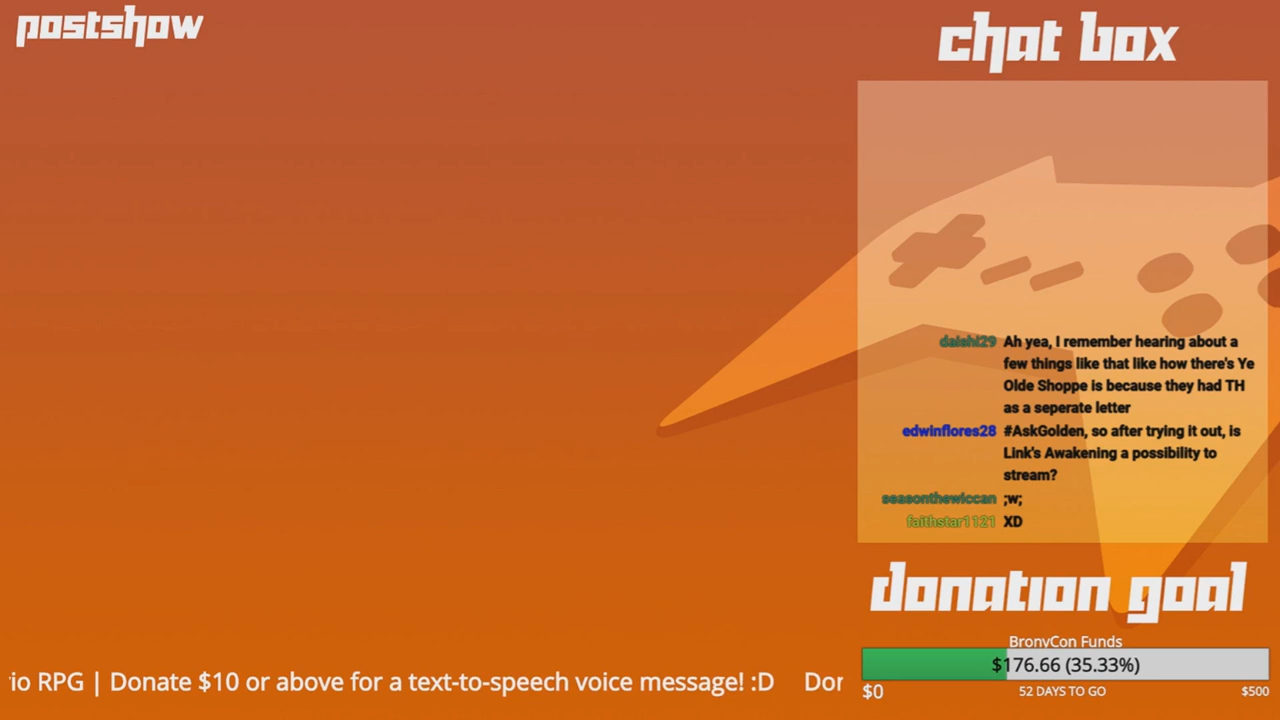 postshow
chat box
daishi29 Ah yea, I remember hearing about a
few things like that like how there's Ye
Olde Shoppe is because they had TH
as a seperate letter
edwinflores28 #AskGolden, so after trying it out, is
Link's Awakening a possibility to
stream?
seasonthewiccan ;w;
faithstar1121 XD
donation goal
BronyCon Funds
$176.66 (35.33%)
$0 52 DAYS TO GO $500
io RPG | Donate $10 or above for a text-to-speech voice message! :D Don